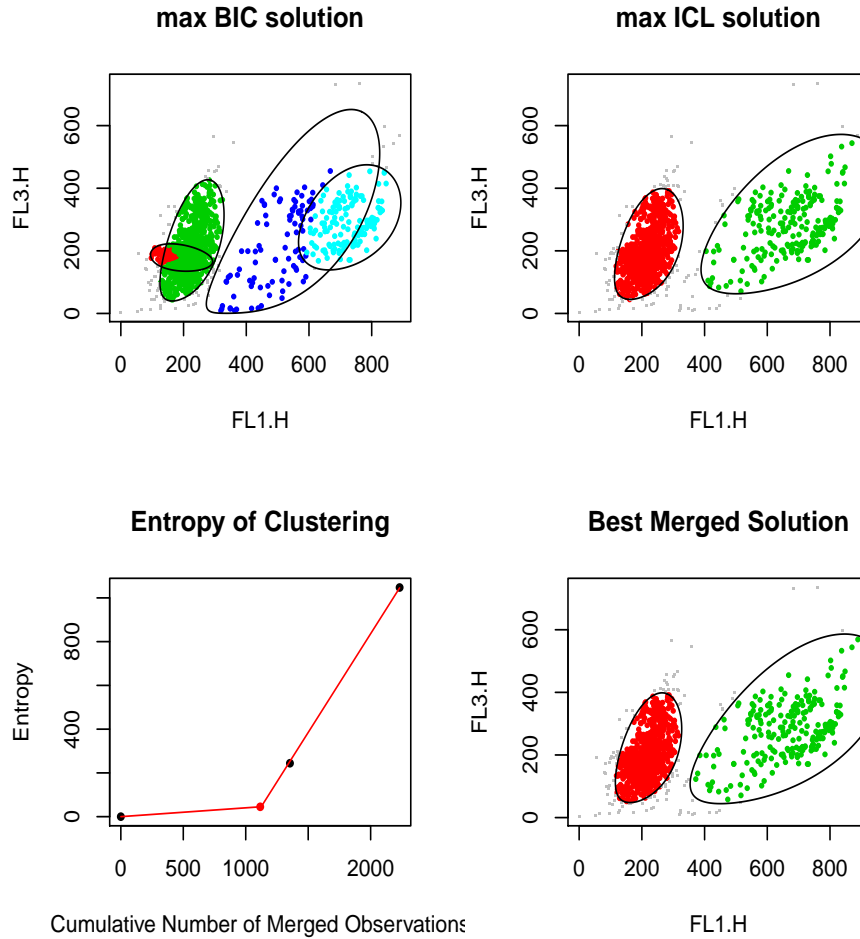 max BIC solution
FL3.H
600
400
200
0
0 200 400 600 800
FL1.H
max ICL solution
FL3.H
600
400
200
0
0 200 400 600 800
Entropy of Clustering
Entropy
800
400
0
0 500 1000 2000
Cumulative Number of Merged Observations
Best Merged Solution
FL3.H
600
400
200
0
0 200 400 600 800
FL1.H